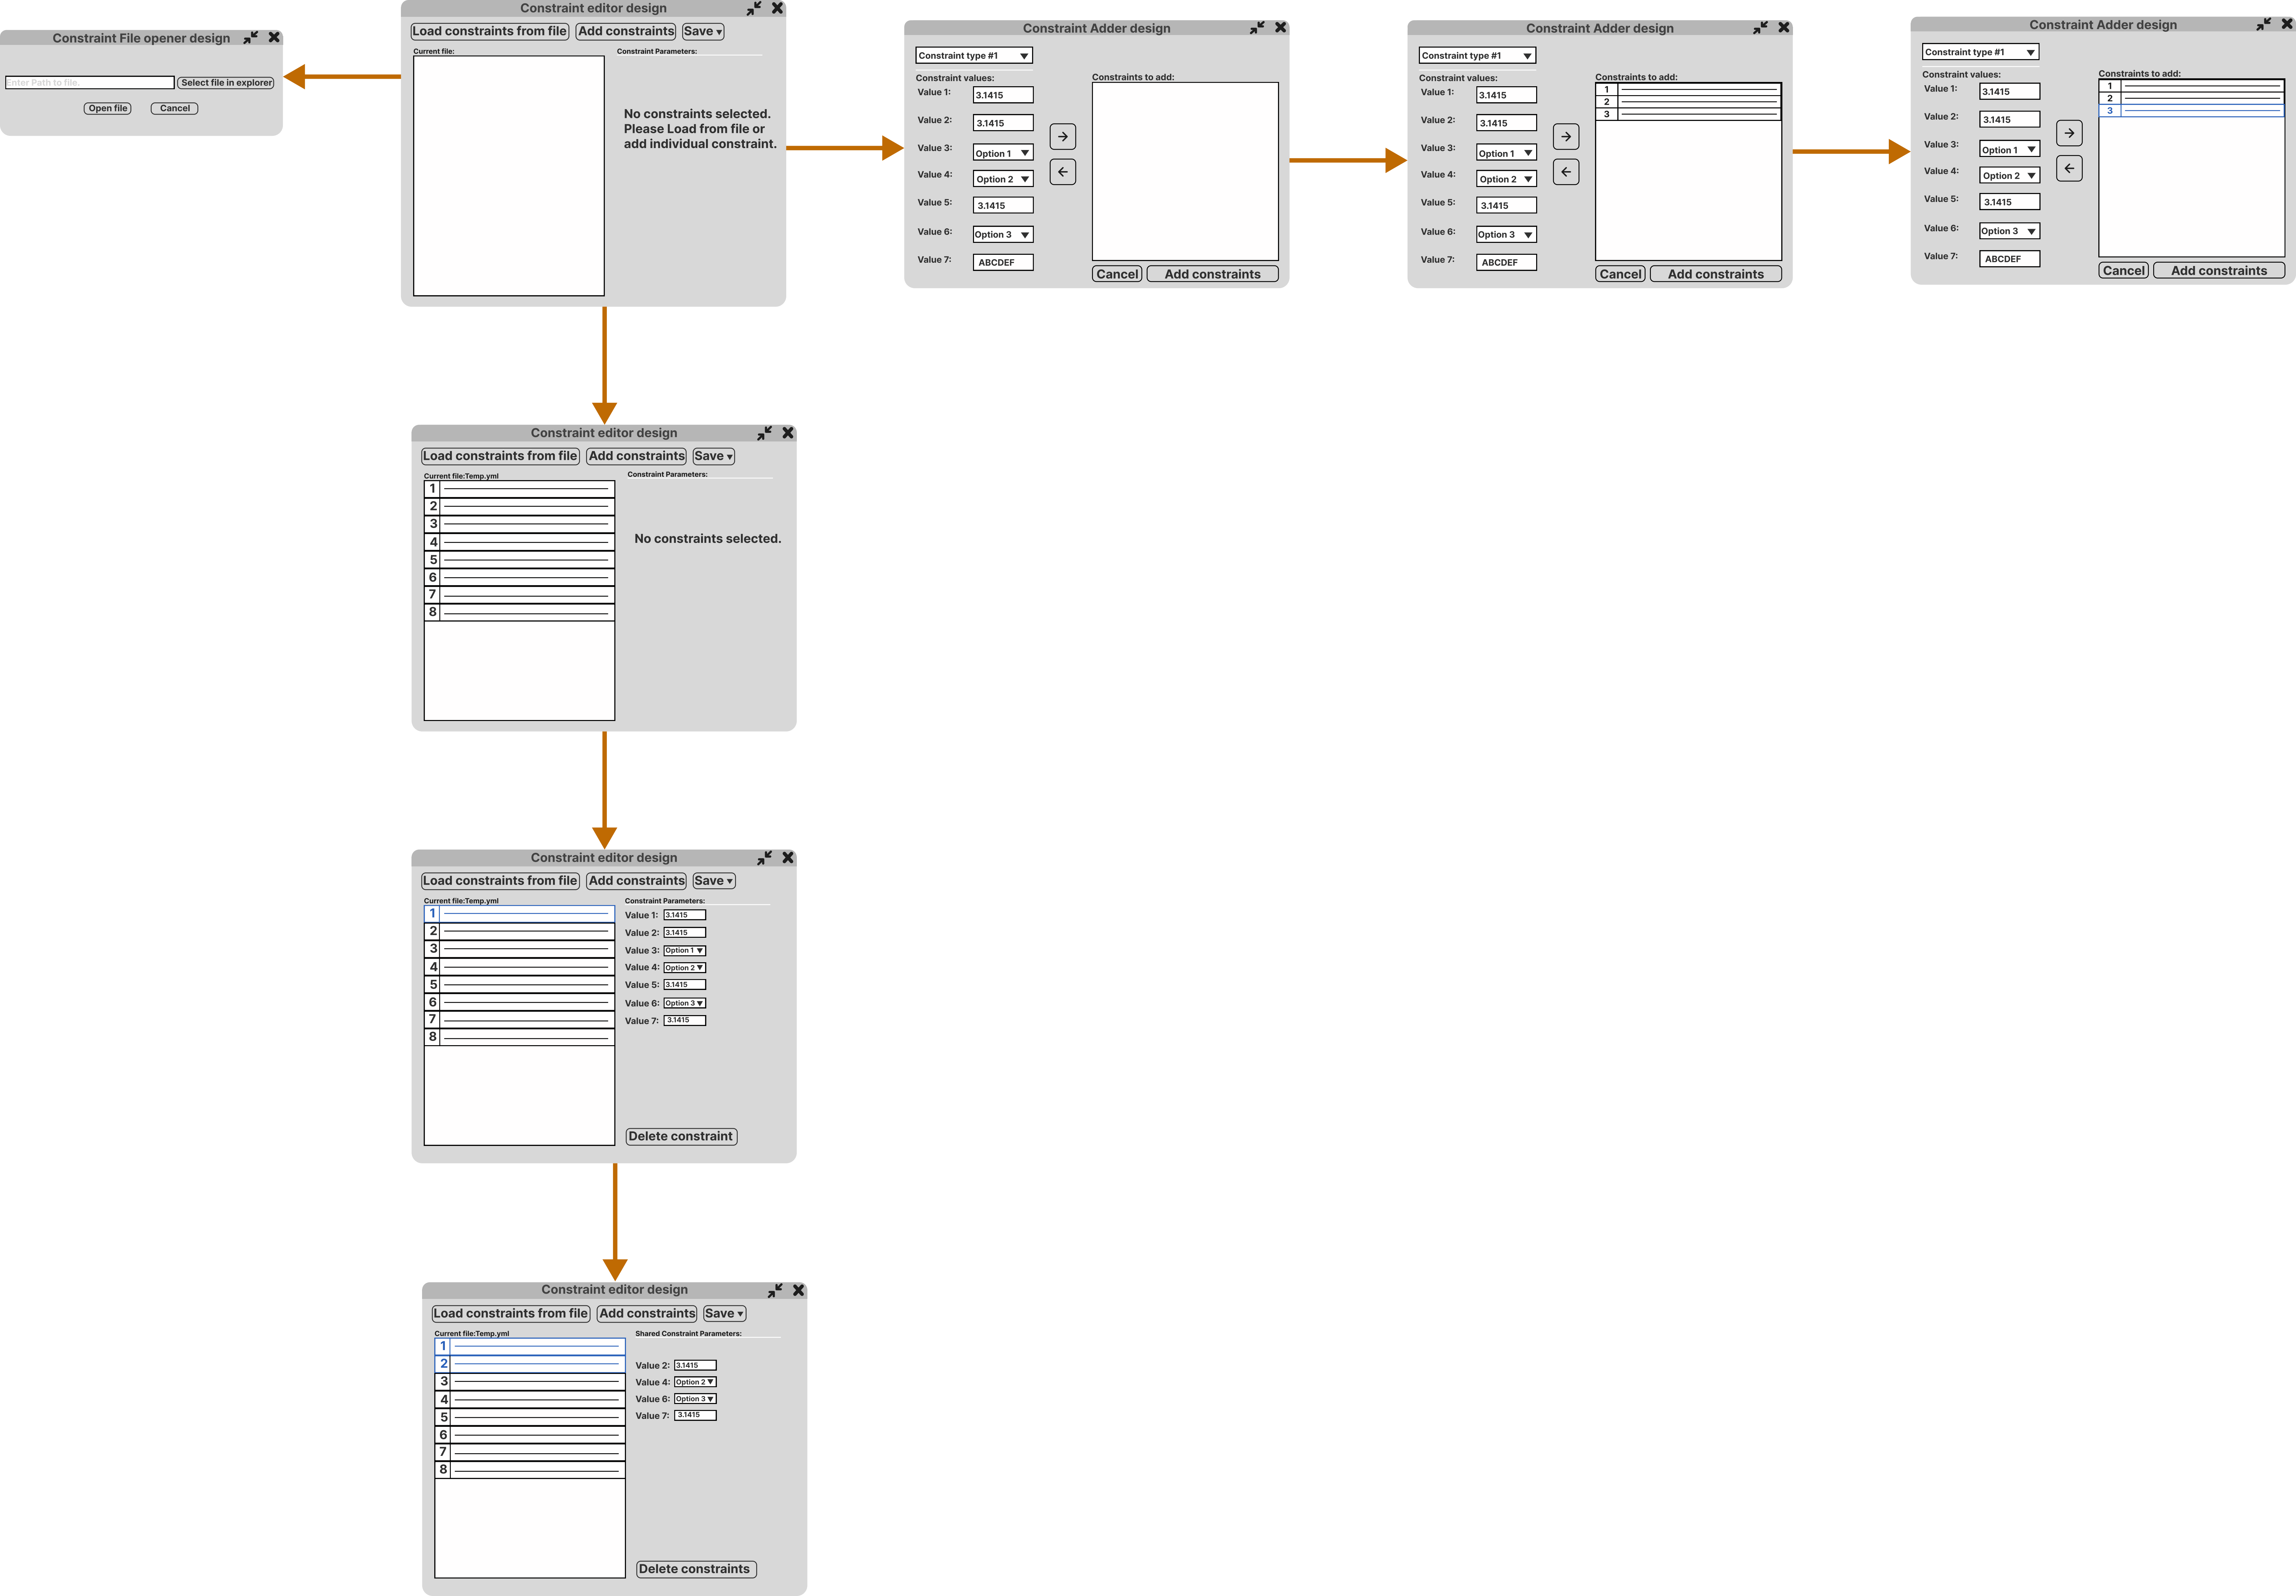 Constraint File opener design
Enter Path to file.
Select file in explorer
Open file
Cancel
Constraint editor design
Load constraints from file
Add constraints
Save
Current file:
Constraint Parameters:
No constraints selected.
Please Load from file or
add individual constraint.
Constraint Adder design
Constraint type #1
Constraint values:
Value 1: 3.1415
Value 2: 3.1415
Value 3: Option 1
Value 4: Option 2
Value 5: 3.1415
Value 6: Option 3
Value 7: ABCDEF
Constraints to add:
Cancel
Add constraints
Constraint Adder design
Constraint type #1
Constraint values:
Value 1: 3.1415
Value 2: 3.1415
Value 3: Option 1
Value 4: Option 2
Value 5: 3.1415
Value 6: Option 3
Value 7: ABCDEF
Constraints to add:
1
2
3
Cancel
Add constraints
Constraint Adder design
Constraint type #1
Constraint values:
Value 1: 3.1415
Value 2: 3.1415
Value 3: Option 1
Value 4: Option 2
Value 5: 3.1415
Value 6: Option 3
Value 7: ABCDEF
Constraints to add:
1
2
3
Cancel
Add constraints
Constraint editor design
Load constraints from file
Add constraints
Save
Current file:Temp.yml
1
2
3
4
5
6
7
8
Constraint Parameters:
No constraints selected.
Constraint editor design
Load constraints from file
Add constraints
Save
Current file:Temp.yml
1
2
3
4
5
6
7
8
Constraint Parameters:
Value 1: 3.1415
Value 2: 3.1415
Value 3: Option 1
Value 4: Option 2
Value 5: 3.1415
Value 6: Option 3
Value 7: 3.1415
Delete constraint
Constraint editor design
Load constraints from file
Add constraints
Save
Current file:Temp.yml
1
2
3
4
5
6
7
8
Shared Constraint Parameters:
Value 2: 3.1415
Value 4: Option 2
Value 6: Option 3
Value 7: 3.1415
Delete constraints